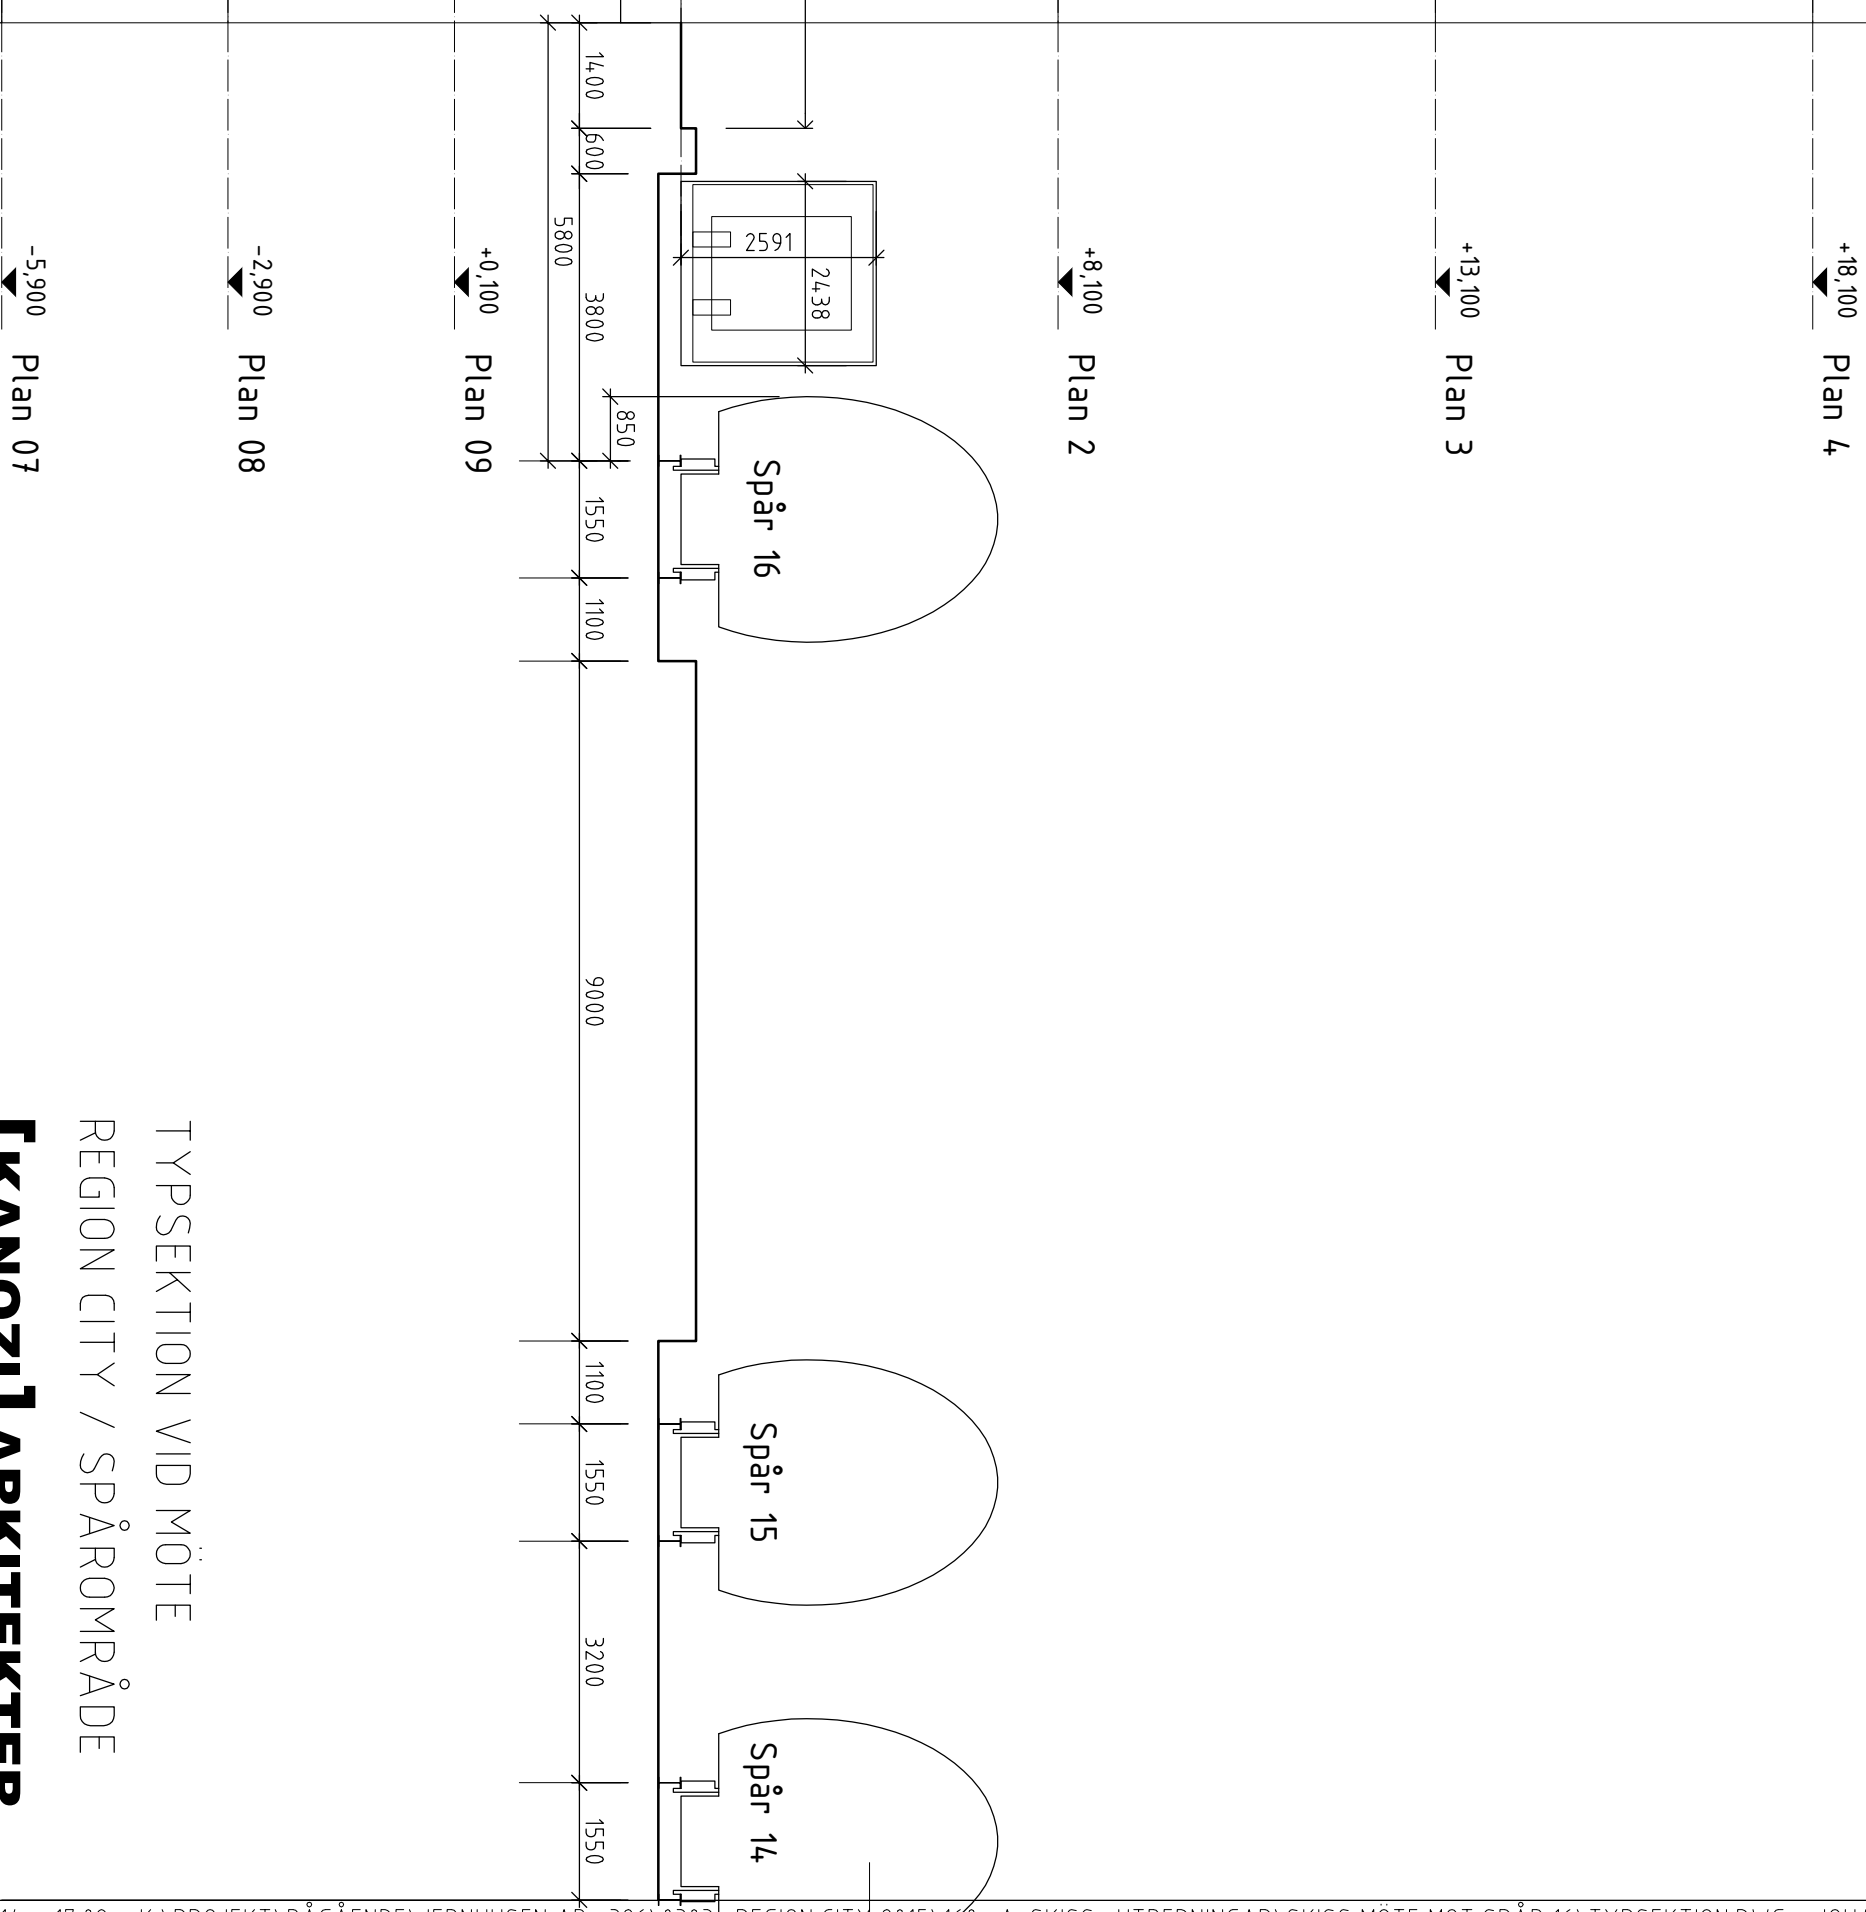 +18,100
Plan 4
+13,100
Plan 3
+8,100
Plan 2
2591
2438
Spår 16
Spår 15
Spår 14
850
1400
600
3800
1550
1100
9000
1100
1550
3200
1550
5800
+0,100
Plan 09
-2,900
Plan 08
-5,900
Plan 07
TYPSEKTION VID MÖTE
REGION CITY / SPÅROMRÅDE
[KANOZI] ARKITEKTER